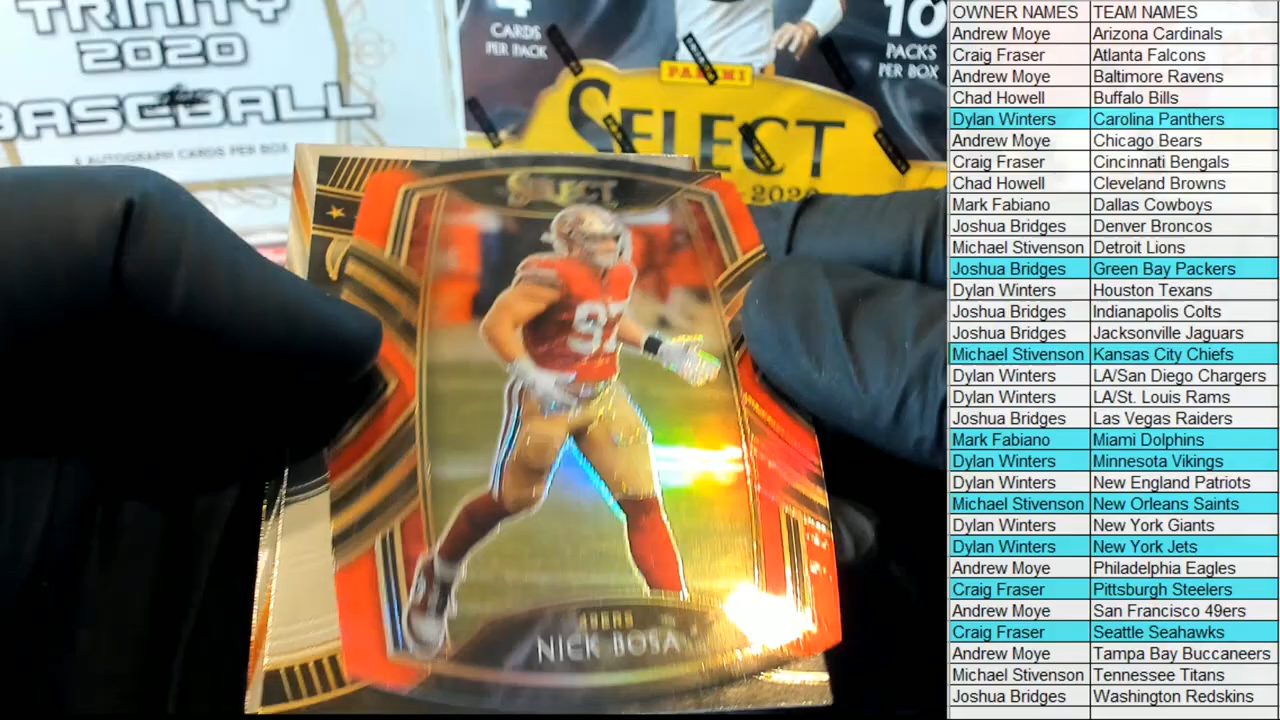 TRINITY
2020
BASEBALL
AUTOGRAPH CARDS PER BOX
4
CARDS
PER PACK
10
PACKS
PER BOX
PANINI
SELECT
2020
SELECT
97
49ERS
NICK BOSA
OWNER NAMES TEAM NAMES
Andrew Moye Arizona Cardinals
Craig Fraser Atlanta Falcons
Andrew Moye Baltimore Ravens
Chad Howell Buffalo Bills
Dylan Winters Carolina Panthers
Andrew Moye Chicago Bears
Craig Fraser Cincinnati Bengals
Chad Howell Cleveland Browns
Mark Fabiano Dallas Cowboys
Joshua Bridges Denver Broncos
Michael Stivenson Detroit Lions
Joshua Bridges Green Bay Packers
Dylan Winters Houston Texans
Joshua Bridges Indianapolis Colts
Joshua Bridges Jacksonville Jaguars
Michael Stivenson Kansas City Chiefs
Dylan Winters LA/San Diego Chargers
Dylan Winters LA/St. Louis Rams
Joshua Bridges Las Vegas Raiders
Mark Fabiano Miami Dolphins
Dylan Winters Minnesota Vikings
Dylan Winters New England Patriots
Michael Stivenson New Orleans Saints
Dylan Winters New York Giants
Dylan Winters New York Jets
Andrew Moye Philadelphia Eagles
Craig Fraser Pittsburgh Steelers
Andrew Moye San Francisco 49ers
Craig Fraser Seattle Seahawks
Andrew Moye Tampa Bay Buccaneers
Michael Stivenson Tennessee Titans
Joshua Bridges Washington Redskins